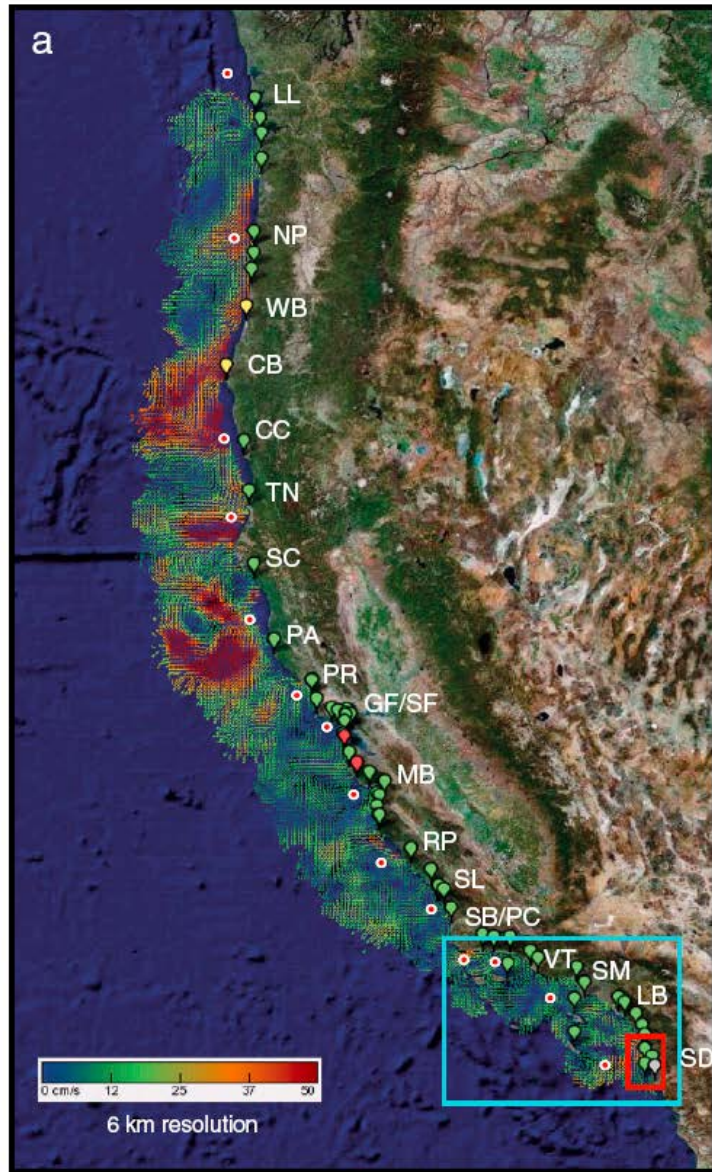 a
LL
NP
WB
CB
CC
TN
SC
PA
PR
GF/SF
MB
RP
SL
SB/PC
VT
SM
LB
SD
0 cm/s 12 25 37 50
6 km resolution